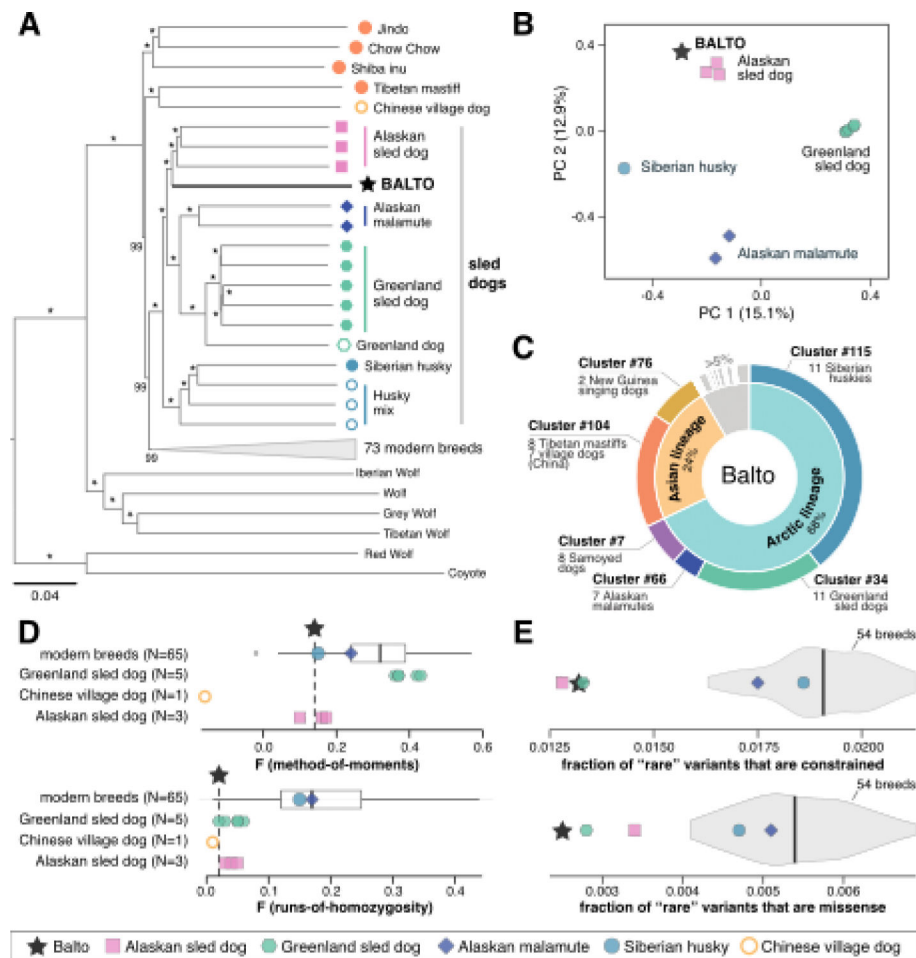 A
Jindo
Chow Chow
Shiba inu
Tibetan mastiff
Chinese village dog
Alaskan
sled dog
BALTO
Alaskan
malamute
Greenland
sled dog
sled
dogs
Greenland dog
Siberian husky
Husky
mix
99
99
99
73 modern breeds
Iberian Wolf
Wolf
Grey Wolf
Tibetan Wolf
Red Wolf
Coyote
0.04
B
BALTO
Alaskan
sled dog
Greenland
sled dog
Siberian husky
Alaskan malamute
0.4
0.0
-0.4
PC 2 (12.9%)
-0.4 0.0 0.4
PC 1 (15.1%)
C
Cluster #76
2 New Guinea
singing dogs
>5%
Cluster #115
11 Siberian
huskies
Cluster #104
8 Tibetan mastiffs
7 village dogs
(China)
Asian lineage
24%
Balto
Arctic lineage
68%
Cluster #7
8 Samoyed
dogs
Cluster #66
7 Alaskan
malamutes
Cluster #34
11 Greenland
sled dogs
D
modern breeds (N=65)
Greenland sled dog (N=5)
Chinese village dog (N=1)
Alaskan sled dog (N=3)
0.0 0.2 0.4 0.6
F (method-of-moments)
modern breeds (N=65)
Greenland sled dog (N=5)
Chinese village dog (N=1)
Alaskan sled dog (N=3)
0.0 0.1 0.2 0.3 0.4
F (runs-of-homozygosity)
E
54 breeds
0.0125 0.0150 0.0175 0.0200
fraction of "rare" variants that are constrained
54 breeds
0.003 0.004 0.005 0.006
fraction of "rare" variants that are missense
Balto Alaskan sled dog Greenland sled dog Alaskan malamute Siberian husky Chinese village dog